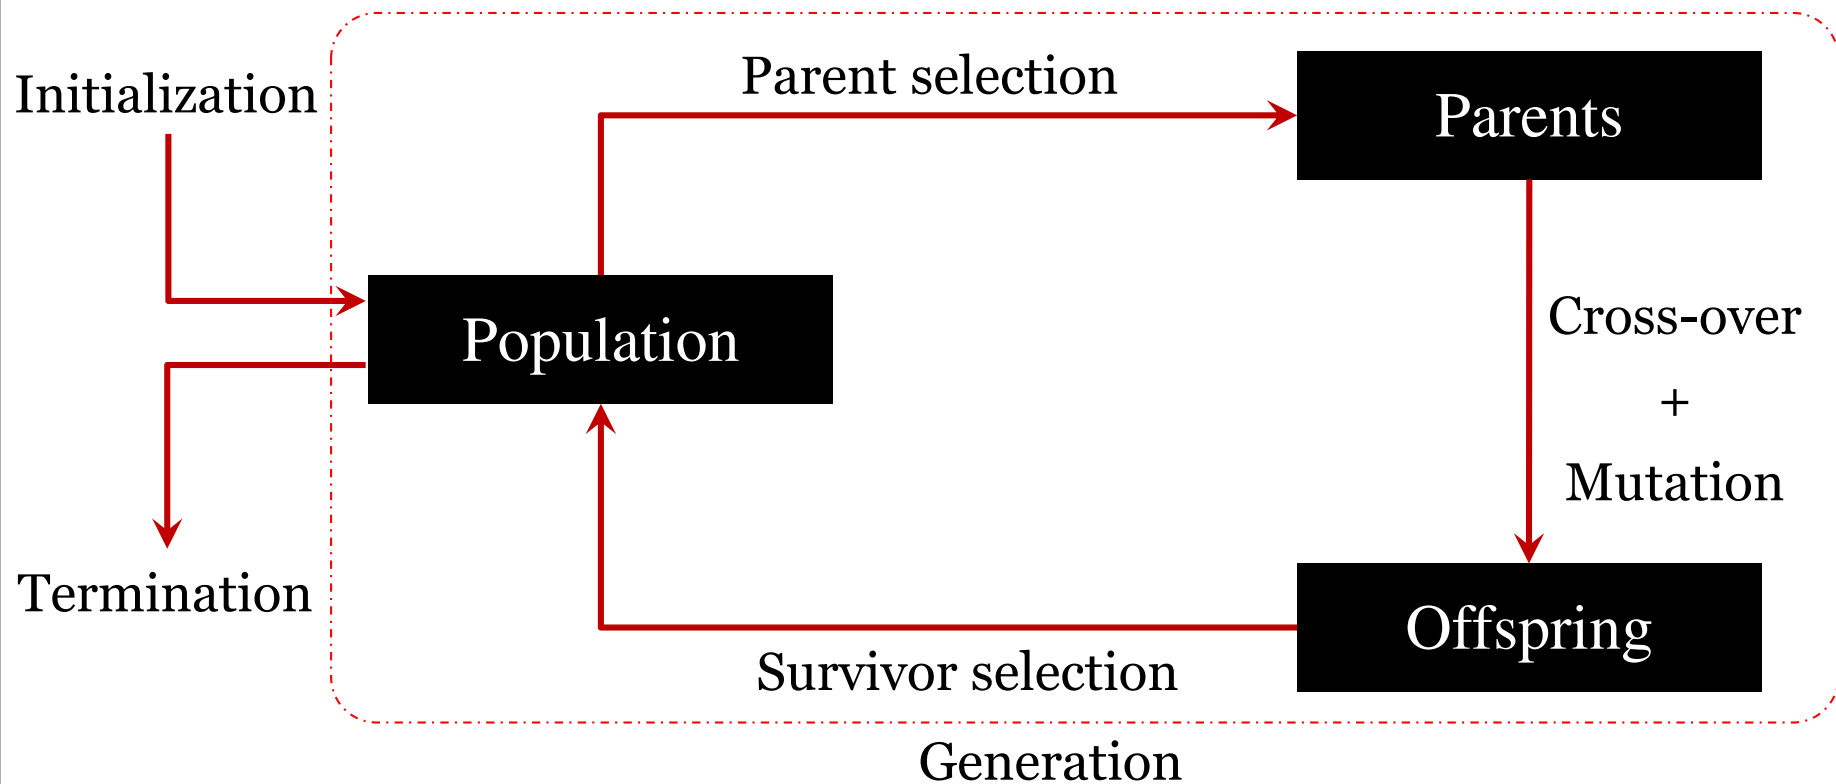 Initialization
Parent selection
Parents
Population
Cross-over
+
Mutation
Termination
Offspring
Survivor selection
Generation